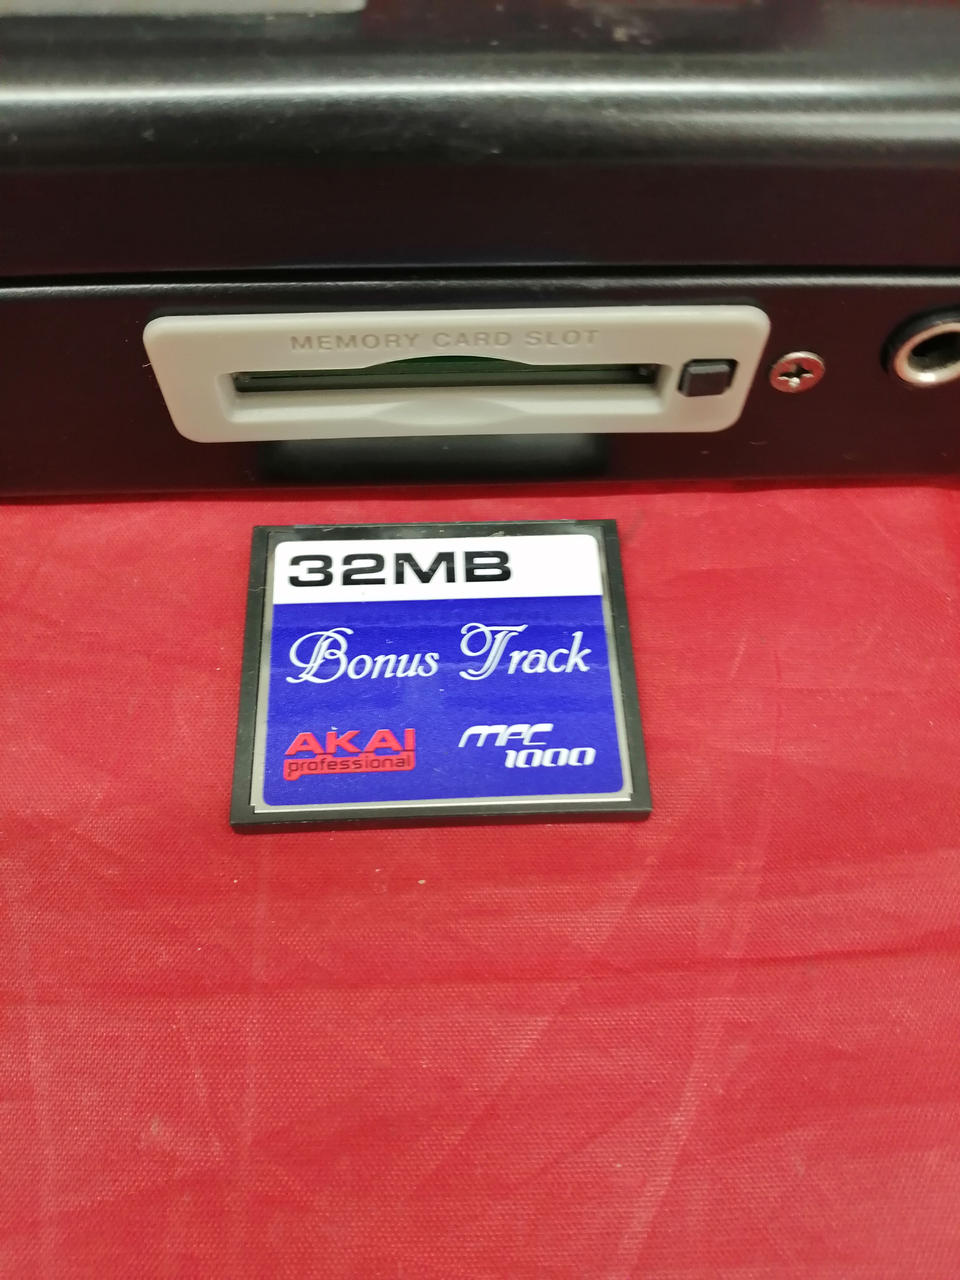 MEMORY CARD SLOT
32MB
Bonus Track
AKAI
professional
MPC
1000